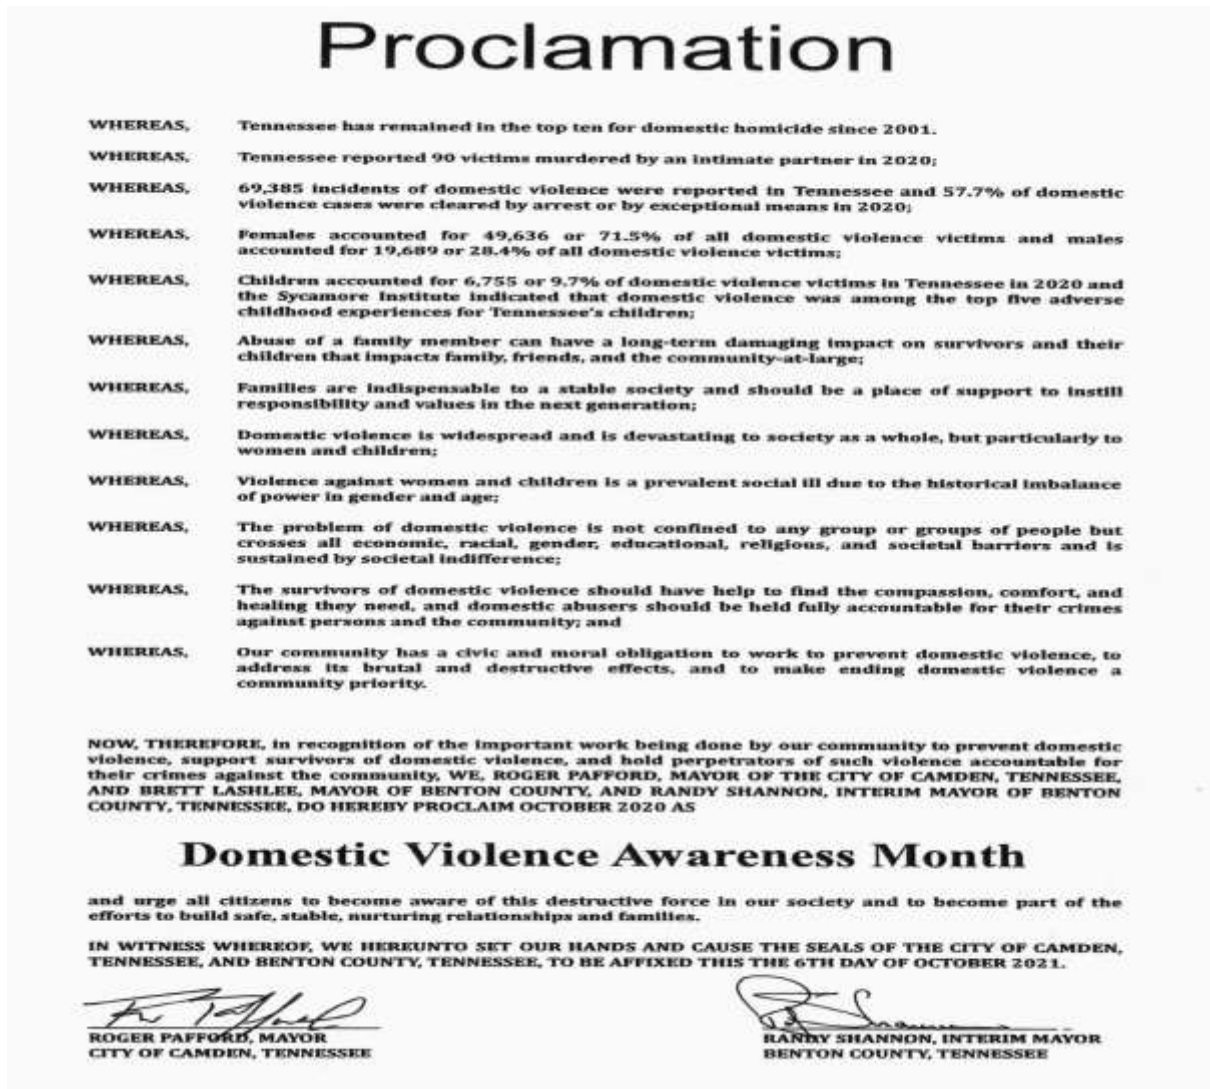 Proclamation
WHEREAS, Tennessee has remained in the top ten for domestic homicide since 2001.
WHEREAS, Tennessee reported 90 victims murdered by an intimate partner in 2020;
WHEREAS, 69,385 incidents of domestic violence were reported in Tennessee and 57.7% of domestic
violence cases were cleared by arrest or by exceptional means in 2020;
WHEREAS, Females accounted for 49,636 or 71.5% of all domestic violence victims and males
accounted for 19,689 or 28.4% of all domestic violence victims;
WHEREAS, Children accounted for 6,755 or 9.7% of domestic violence victims in Tennessee in 2020 and
the Sycamore Institute indicated that domestic violence was among the top five adverse
childhood experiences for Tennessee's children;
WHEREAS, Abuse of a family member can have a long-term damaging impact on survivors and their
children that impacts family, friends, and the community-at-large;
WHEREAS, Families are indispensable to a stable society and should be a place of support to instill
responsibility and values in the next generation;
WHEREAS, Domestic violence is widespread and is devastating to society as a whole, but particularly to
women and children;
WHEREAS, Violence against women and children is a prevalent social ill due to the historical imbalance
of power in gender and age;
WHEREAS, The problem of domestic violence is not confined to any group or groups of people but
crosses all economic, racial, gender, educational, religious, and societal barriers and is
sustained by societal indifference;
WHEREAS, The survivors of domestic violence should have help to find the compassion, comfort, and
healing they need, and domestic abusers should be held fully accountable for their crimes
against persons and the community; and
WHEREAS, Our community has a civic and moral obligation to work to prevent domestic violence, to
address its brutal and destructive effects, and to make ending domestic violence a
community priority.
NOW, THEREFORE, in recognition of the important work being done by our community to prevent domestic
violence, support survivors of domestic violence, and hold perpetrators of such violence accountable for
their crimes against the community, WE, ROGER PAFFORD, MAYOR OF THE CITY OF CAMDEN, TENNESSEE,
AND BRETT LASHLEE, MAYOR OF BENTON COUNTY, AND RANDY SHANNON, INTERIM MAYOR OF BENTON
COUNTY, TENNESSEE, DO HEREBY PROCLAIM OCTOBER 2020 AS
Domestic Violence Awareness Month
and urge all citizens to become aware of this destructive force in our society and to become part of the
efforts to build safe, stable, nurturing relationships and families.
IN WITNESS WHEREOF, WE HEREUNTO SET OUR HANDS AND CAUSE THE SEALS OF THE CITY OF CAMDEN,
TENNESSEE, AND BENTON COUNTY, TENNESSEE, TO BE AFFIXED THIS THE 6TH DAY OF OCTOBER 2021.
ROGER PAFFORD, MAYOR
CITY OF CAMDEN, TENNESSEE
RANDY SHANNON, INTERIM MAYOR
BENTON COUNTY, TENNESSEE